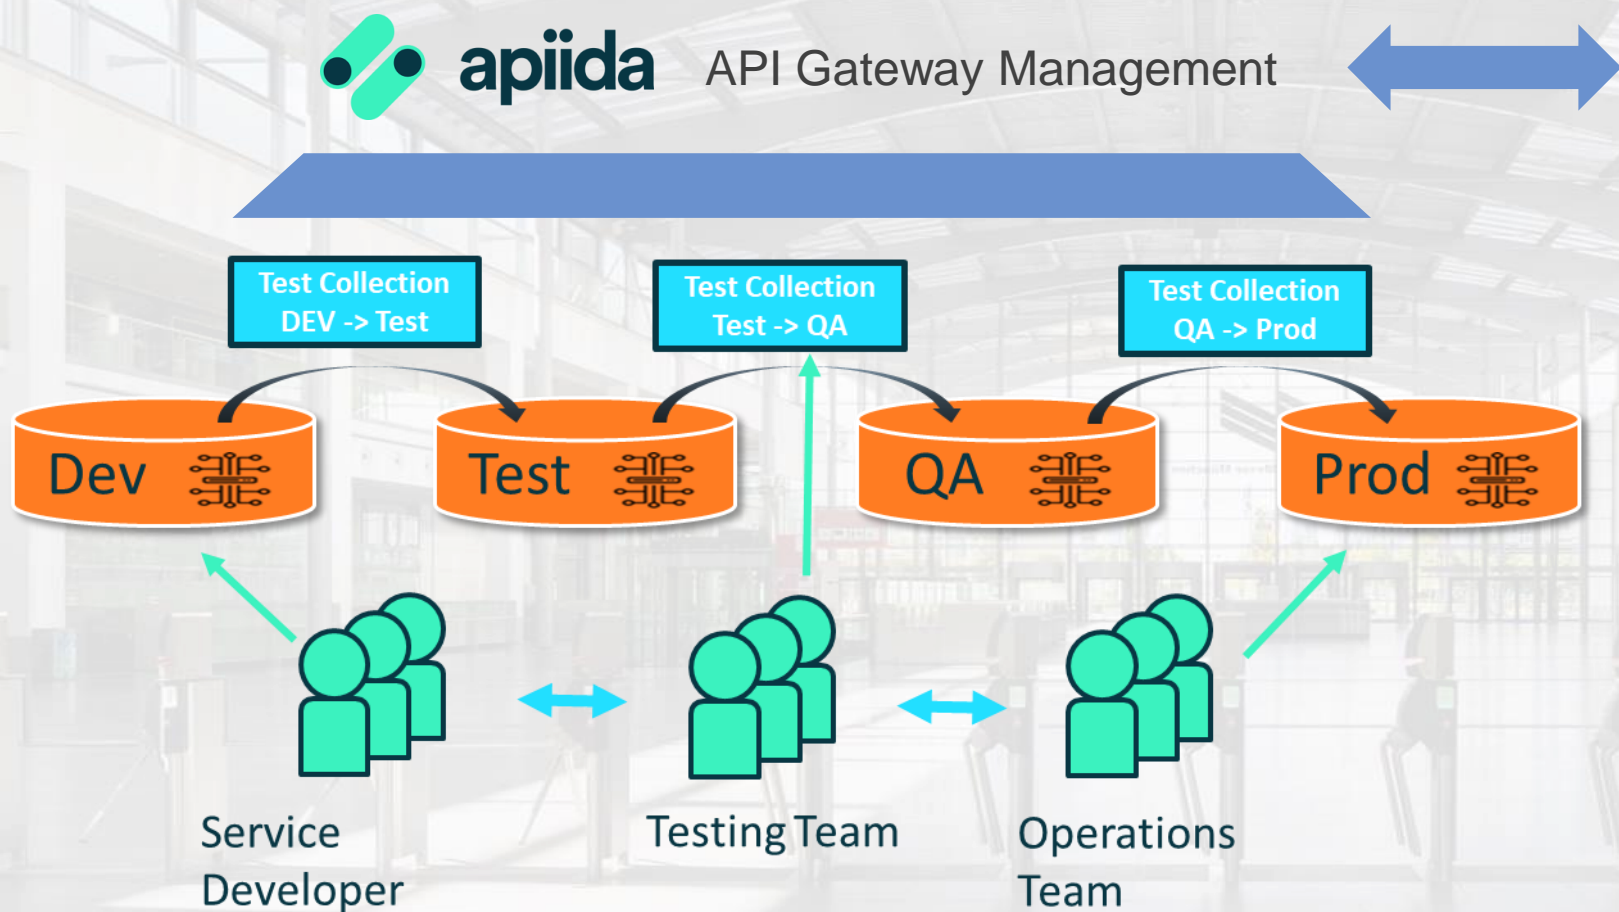 apiida API Gateway Management
Test Collection
DEV -> Test
Test Collection
Test -> QA
Test Collection
QA -> Prod
Dev
Test
QA
Prod
Service
Developer
Testing Team
Operations
Team